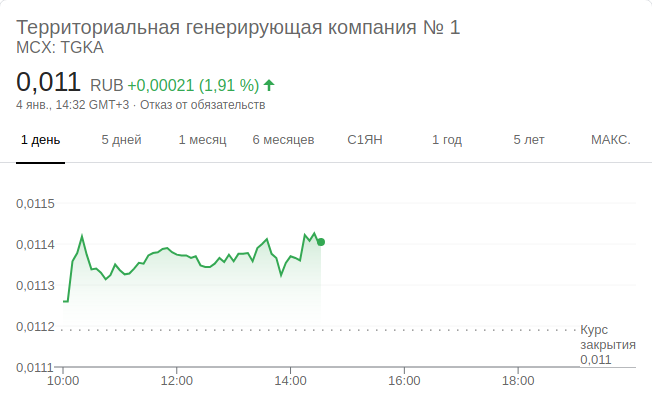 Территориальная генерирующая компания № 1
MCX: TGKA
0,011 RUB +0,00021 (1,91 %)
4 янв., 14:32 GMT+3 · Отказ от обязательств
1 день 5 дней 1 месяц 6 месяцев С1ЯН 1 год 5 лет МАКС.
0,0115
0,0114
0,0113
0,0112
Курс
закрытия
0,011
0,0111
10:00 12:00 14:00 16:00 18:00